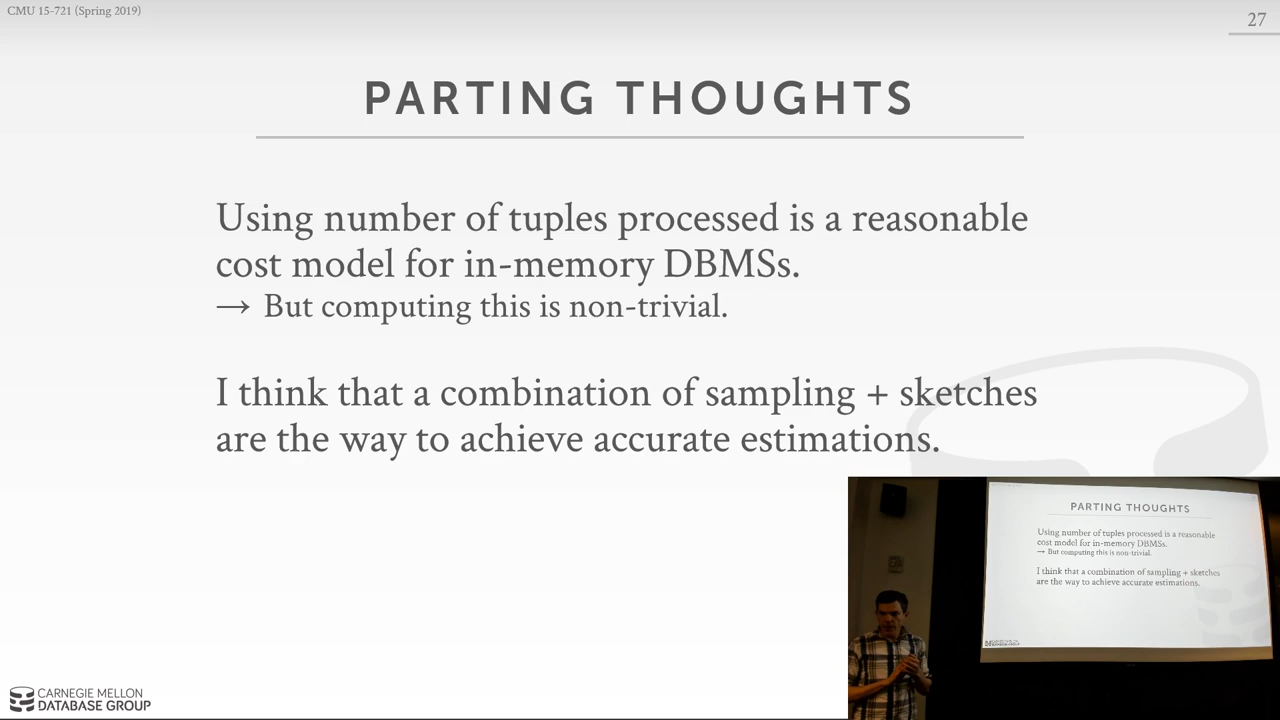 CMU 15-721 (Spring 2019)
27
PARTING THOUGHTS
Using number of tuples processed is a reasonable
cost model for in-memory DBMSs.
→ But computing this is non-trivial.
I think that a combination of sampling + sketches
are the way to achieve accurate estimations.
PARTING THOUGHTS
Using number of tuples processed is a reasonable
cost model for in-memory DBMSs.
→ But computing this is non-trivial.
I think that a combination of sampling + sketches
are the way to achieve accurate estimations.
CARNEGIE MELLON
DATABASE GROUP